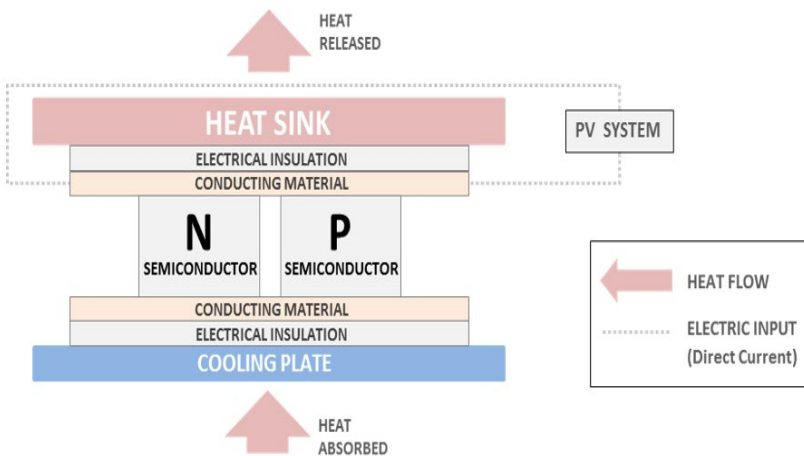 HEAT
RELEASED
HEAT SINK
PV SYSTEM
ELECTRICAL INSULATION
CONDUCTING MATERIAL
N
SEMICONDUCTOR
P
SEMICONDUCTOR
CONDUCTING MATERIAL
ELECTRICAL INSULATION
COOLING PLATE
HEAT
ABSORBED
HEAT FLOW
ELECTRIC INPUT
(Direct Current)